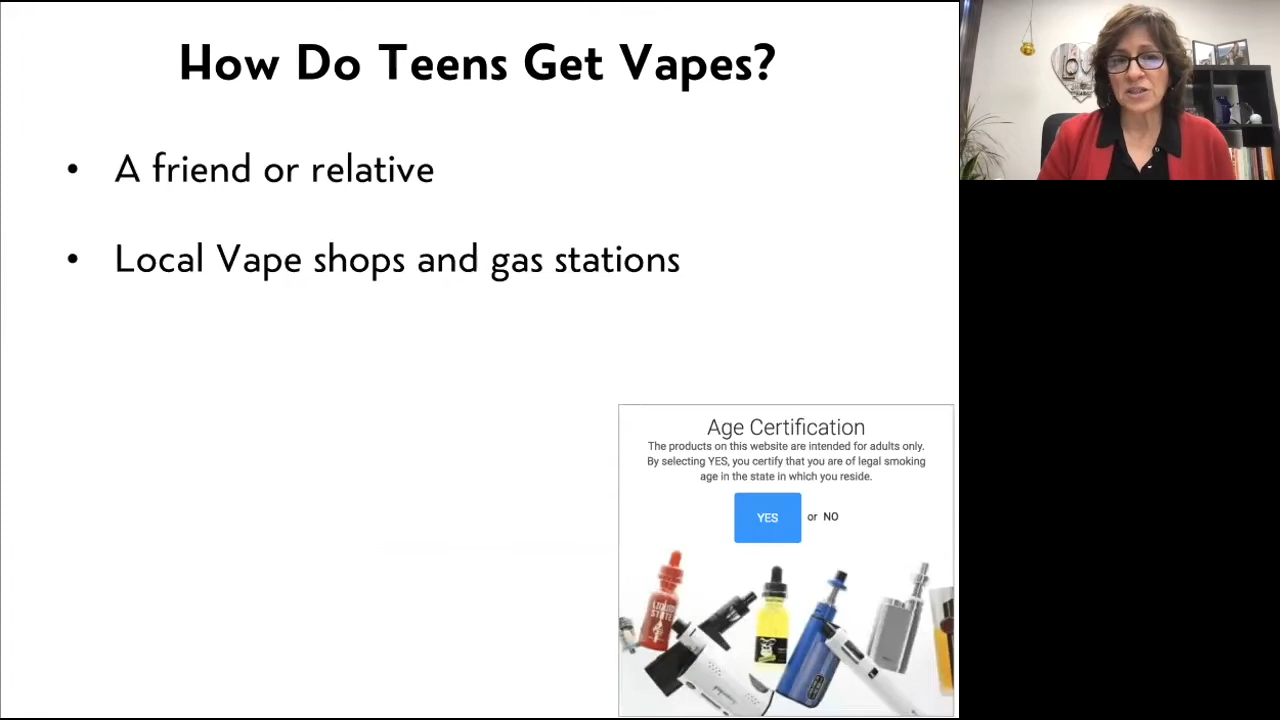 How Do Teens Get Vapes?
• A friend or relative
• Local Vape shops and gas stations
Age Certification
The products on this website are intended for adults only.
By selecting YES, you certify that you are of legal smoking
age in the state in which you reside.
YES or NO
LIQUID
STATE